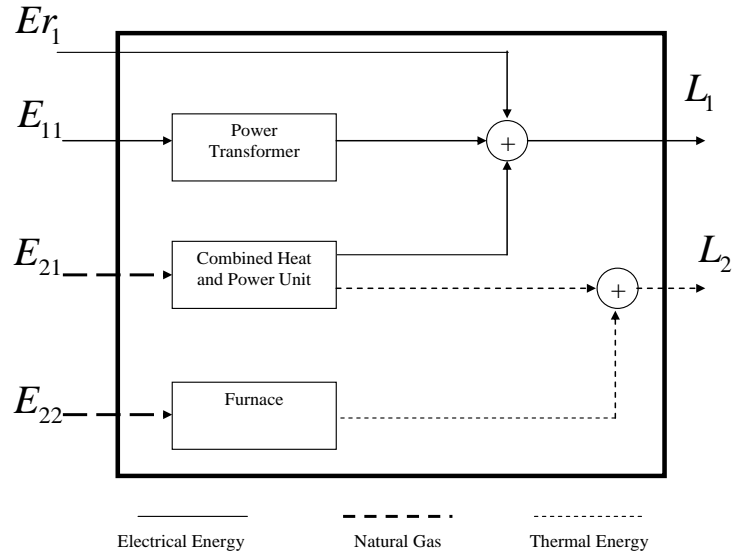 Er1
E11
Power
Transformer
+
L1
E21
Combined Heat
and Power Unit
+
L2
E22
Furnace
Electrical Energy
Natural Gas
Thermal Energy